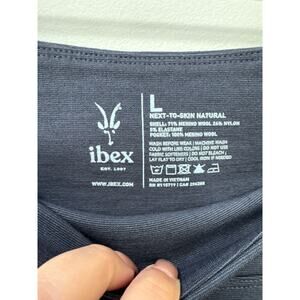 ibex
EST. 1997
WWW.IBEX.COM
L
NEXT-TO-SKIN NATURAL
SHELL: 71% MERINO WOOL 24% NYLON
5% ELASTANE
POCKET: 100% MERINO WOOL
WASH BEFORE WEAR | MACHINE WASH
COLD WITH LIKE COLORS | DO NOT USE
FABRIC SOFTENERS | DO NOT BLEACH |
LAY FLAT TO DRY | COOL IRON IF NEEDED
MADE IN VIETNAM